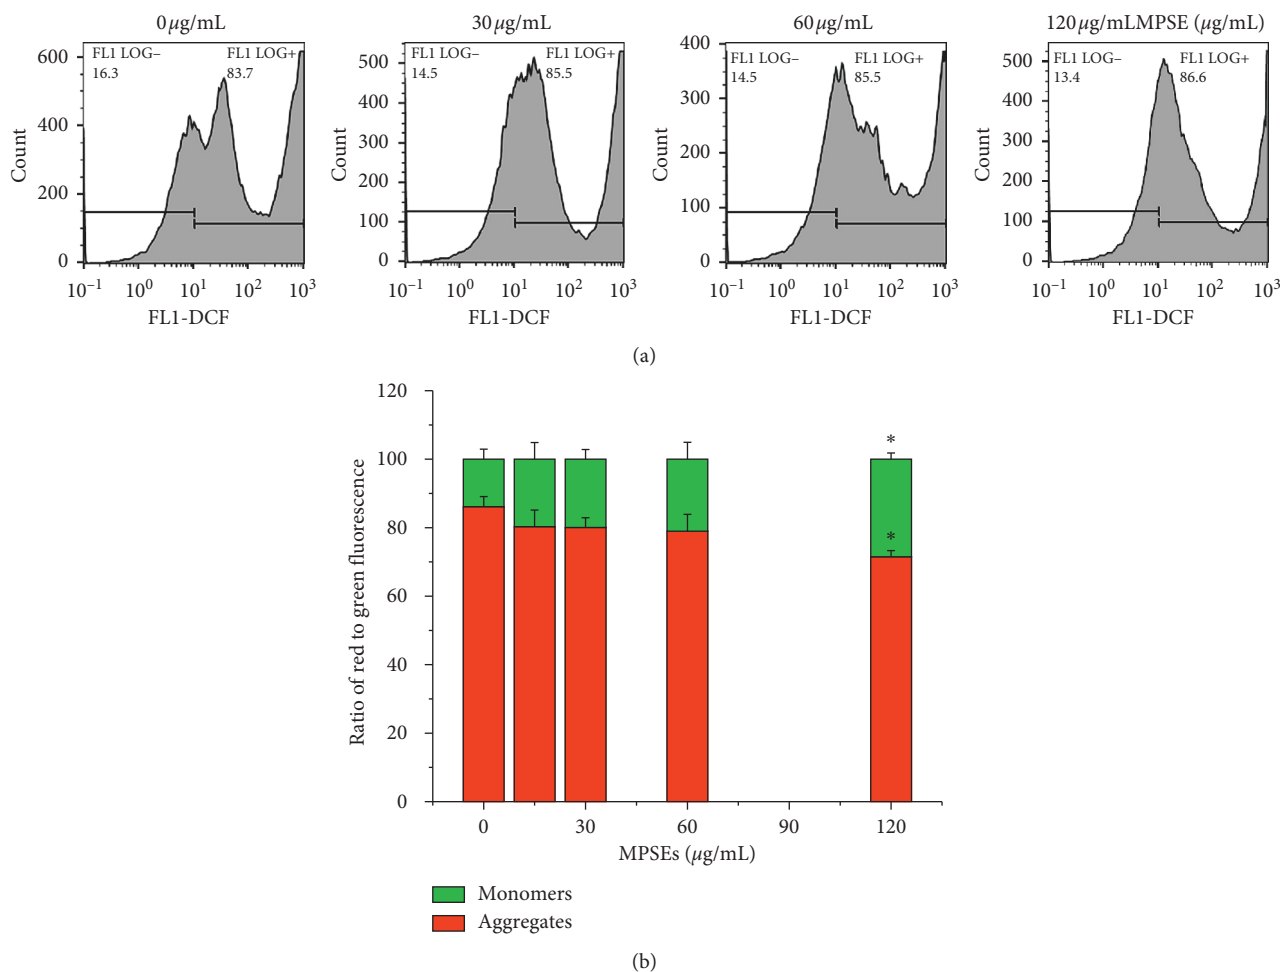 0 μg/mL
30 μg/mL
60 μg/mL
120 μg/mLMPSE (μg/mL)
FL1 LOG–
16.3
FL1 LOG+
83.7
600
400
200
0
Count
10⁻¹ 10⁰ 10¹ 10² 10³
FL1-DCF
FL1 LOG–
14.5
FL1 LOG+
85.5
500
400
300
200
100
0
Count
10⁻¹ 10⁰ 10¹ 10² 10³
FL1-DCF
FL1 LOG–
14.5
FL1 LOG+
85.5
400
300
200
100
0
Count
10⁻¹ 10⁰ 10¹ 10² 10³
FL1-DCF
FL1 LOG–
13.4
FL1 LOG+
86.6
500
400
300
200
100
0
Count
10⁻¹ 10⁰ 10¹ 10² 10³
FL1-DCF
(a)
120
100
80
60
40
20
0
Ratio of red to green fluorescence
*
*
0 30 60 90 120
MPSEs (μg/mL)
Monomers
Aggregates
(b)